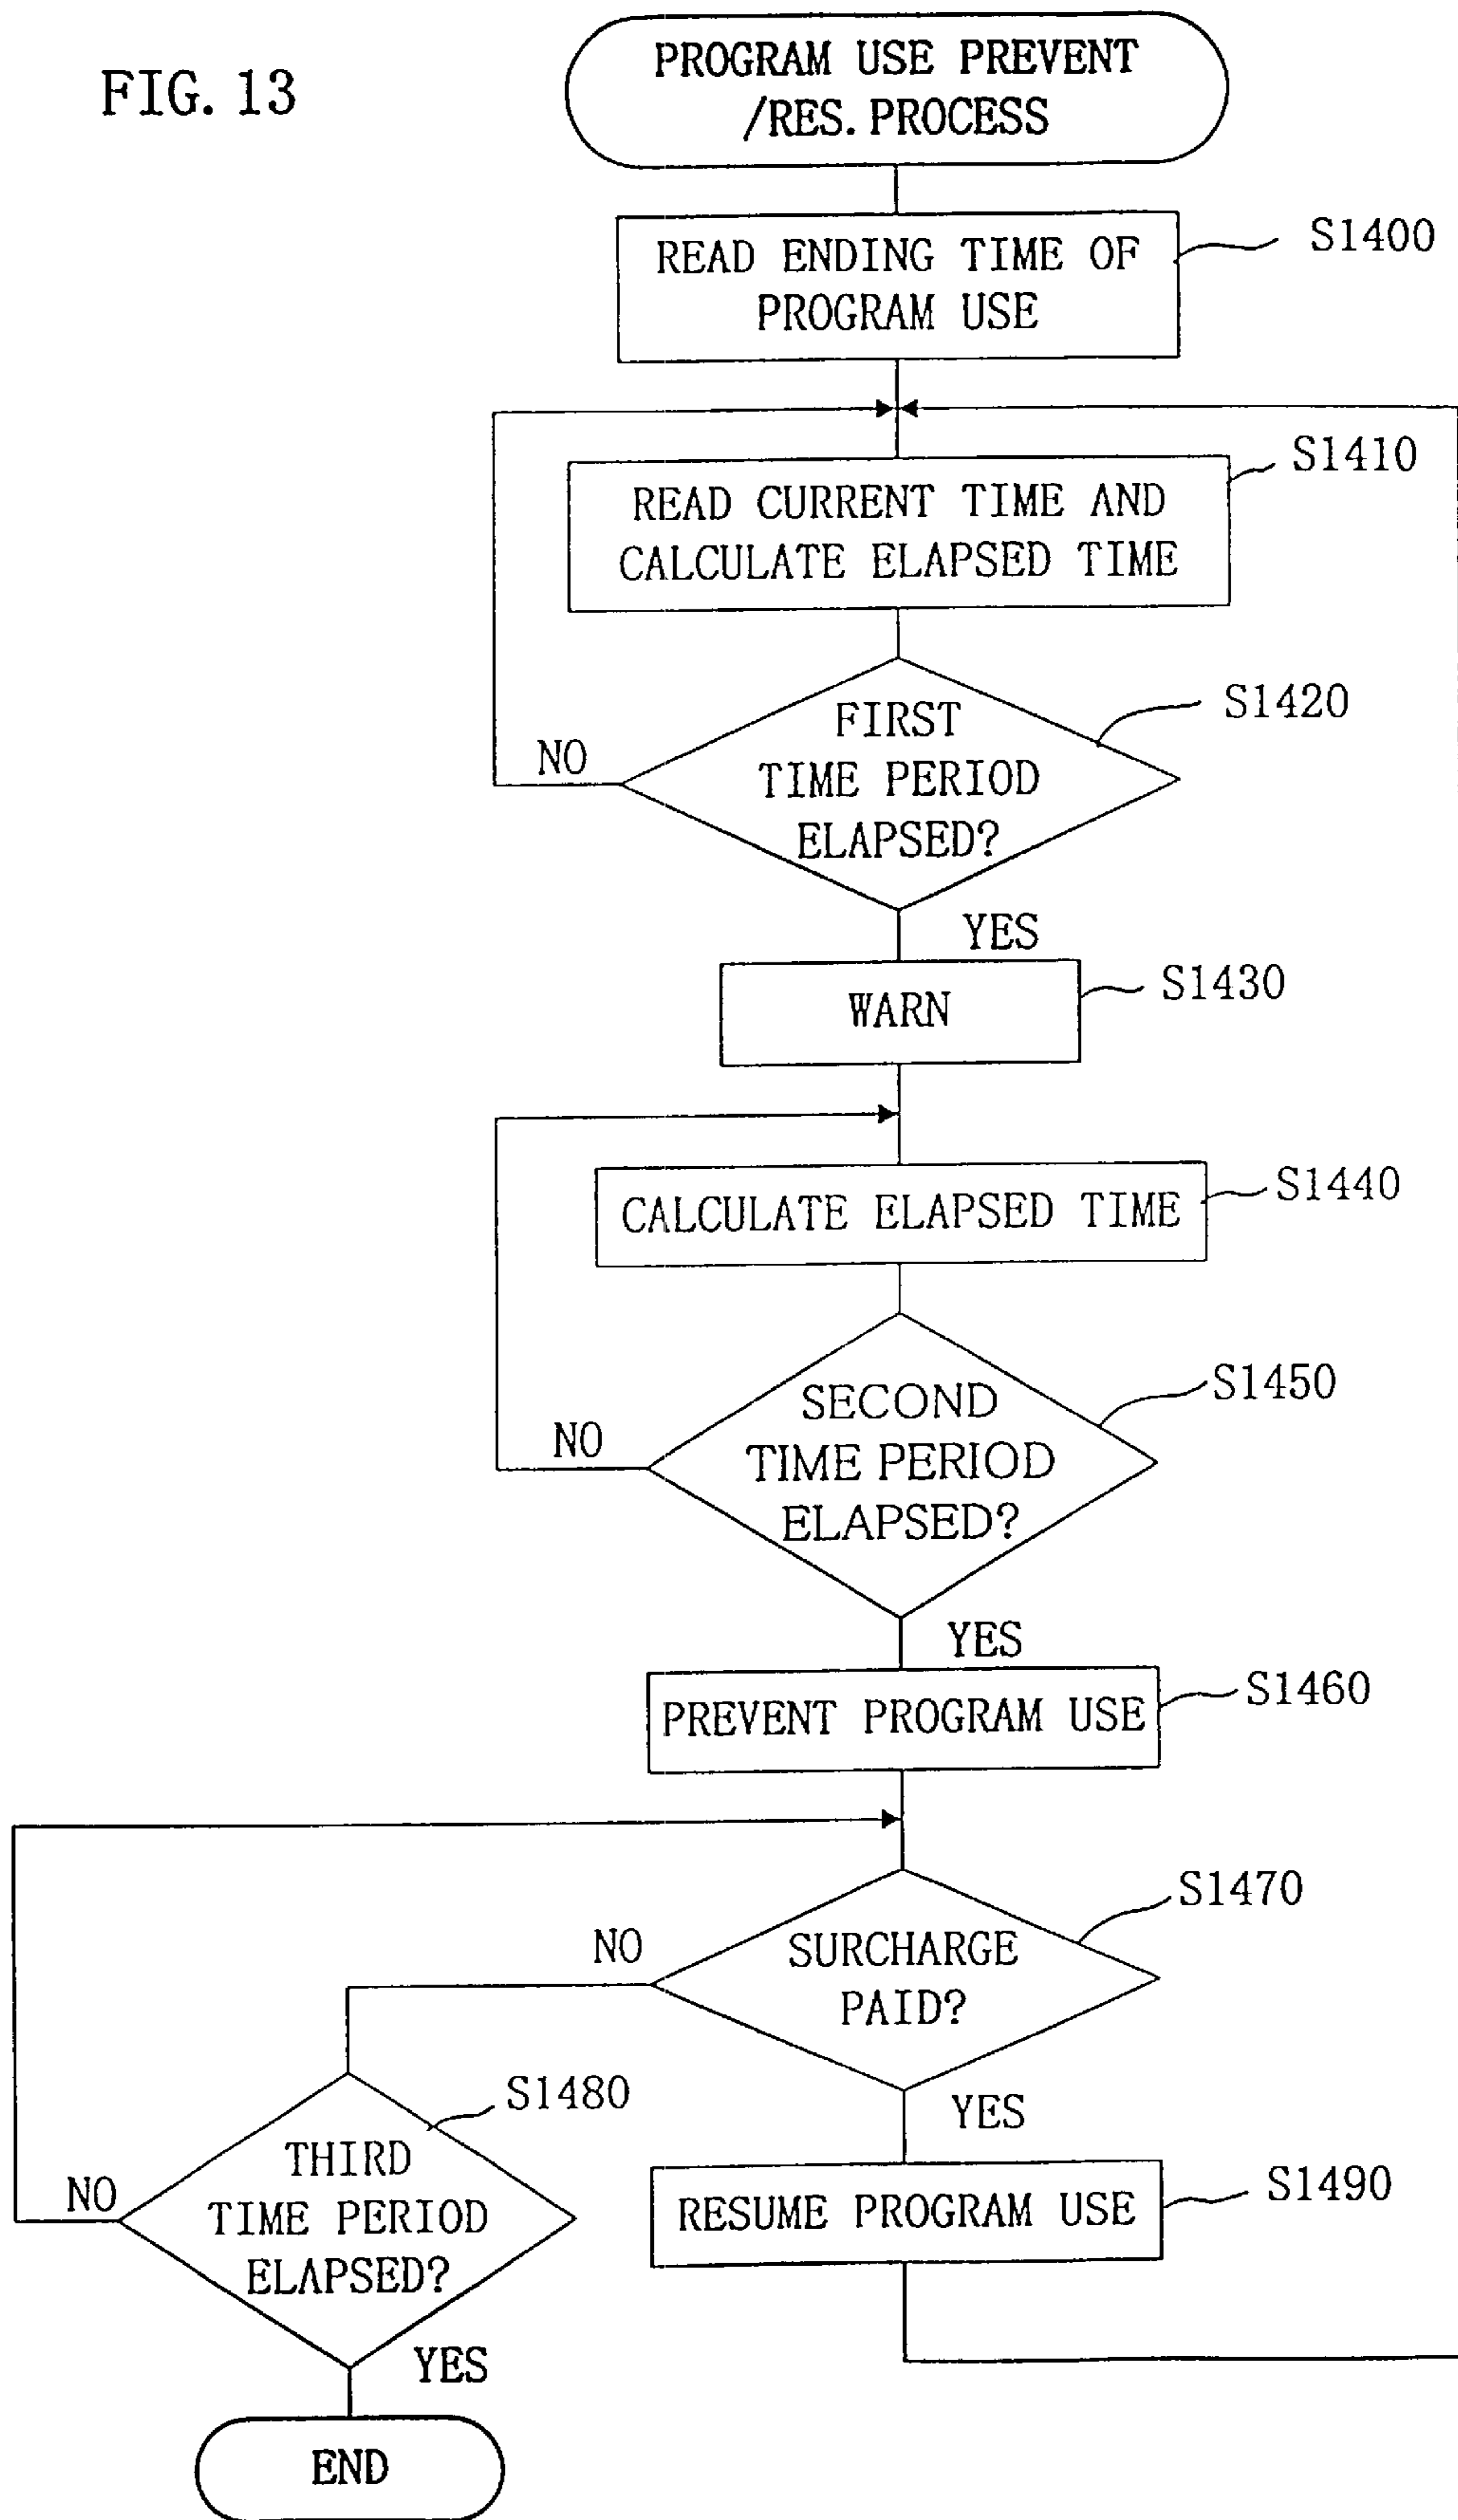 FIG. 13
PROGRAM USE PREVENT
/RES. PROCESS
READ ENDING TIME OF
PROGRAM USE
S1400
READ CURRENT TIME AND
CALCULATE ELAPSED TIME
S1410
FIRST
TIME PERIOD
ELAPSED?
S1420
NO
YES
WARN
S1430
CALCULATE ELAPSED TIME
S1440
SECOND
TIME PERIOD
ELAPSED?
S1450
NO
YES
PREVENT PROGRAM USE
S1460
SURCHARGE
PAID?
S1470
NO
YES
THIRD
TIME PERIOD
ELAPSED?
S1480
NO
YES
RESUME PROGRAM USE
S1490
END